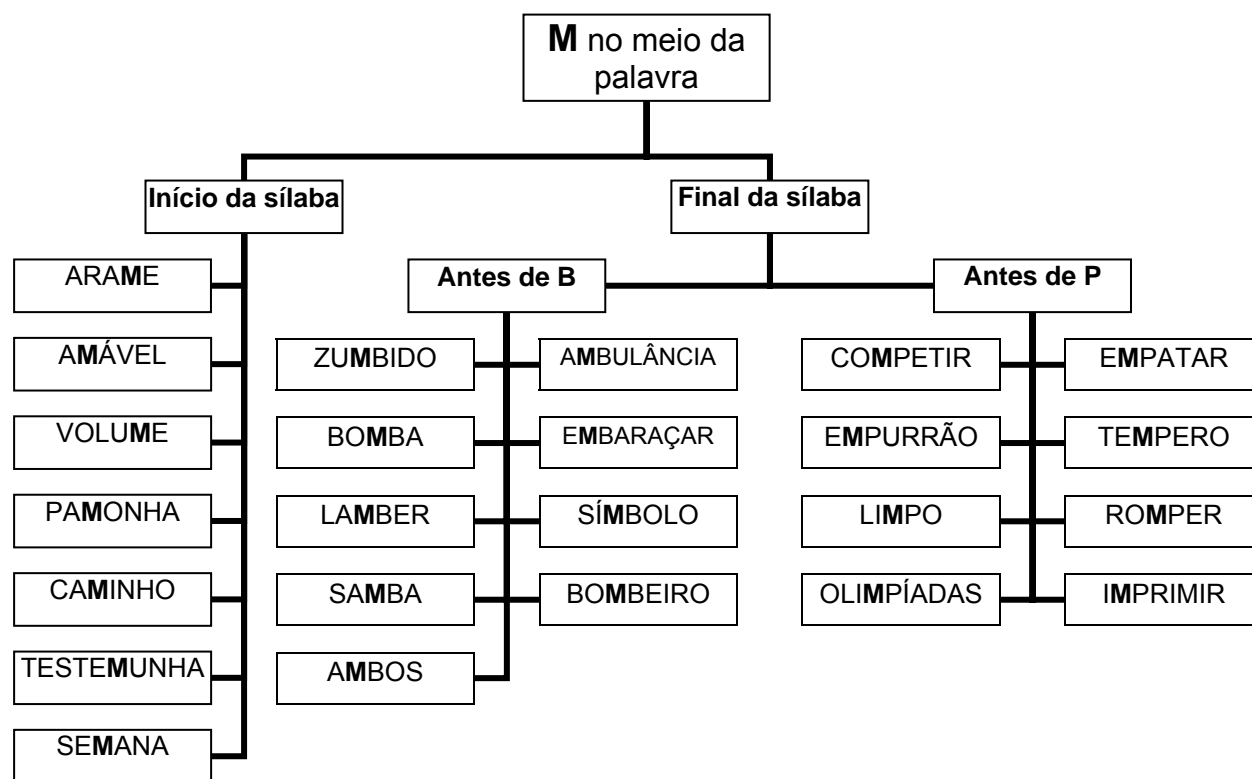 M no meio da
palavra
Início da sílaba
Final da sílaba
ARAME
AMÁVEL
VOLUME
PAMONHA
CAMINHO
TESTEMUNHA
SEMANA
Antes de B
ZUMBIDO
AMBULÂNCIA
BOMBA
EMBARAÇAR
LAMBER
SÍMBOLO
SAMBA
BOMBEIRO
AMBOS
Antes de P
COMPETIR
EMPATAR
EMPURRÃO
TEMPERO
LIMPO
ROMPER
OLIMPÍADAS
IMPRIMIR